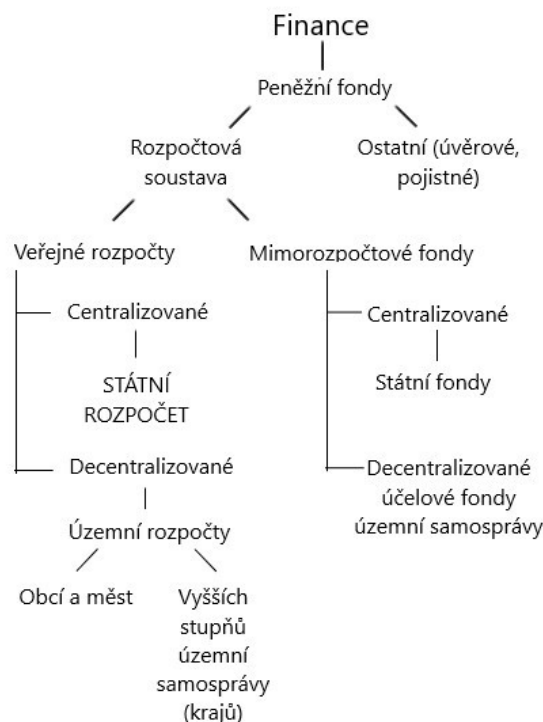 Finance
Peněžní fondy
Rozpočtová
soustava
Ostatní (úvěrové,
pojistné)
Veřejné rozpočty
Mimorozpočtové fondy
Centralizované
STÁTNÍ
ROZPOČET
Decentralizované
Územní rozpočty
Obcí a měst
Vyšších
stupňů
územní
samosprávy
(krajů)
Centralizované
Státní fondy
Decentralizované
účelové fondy
územní samosprávy